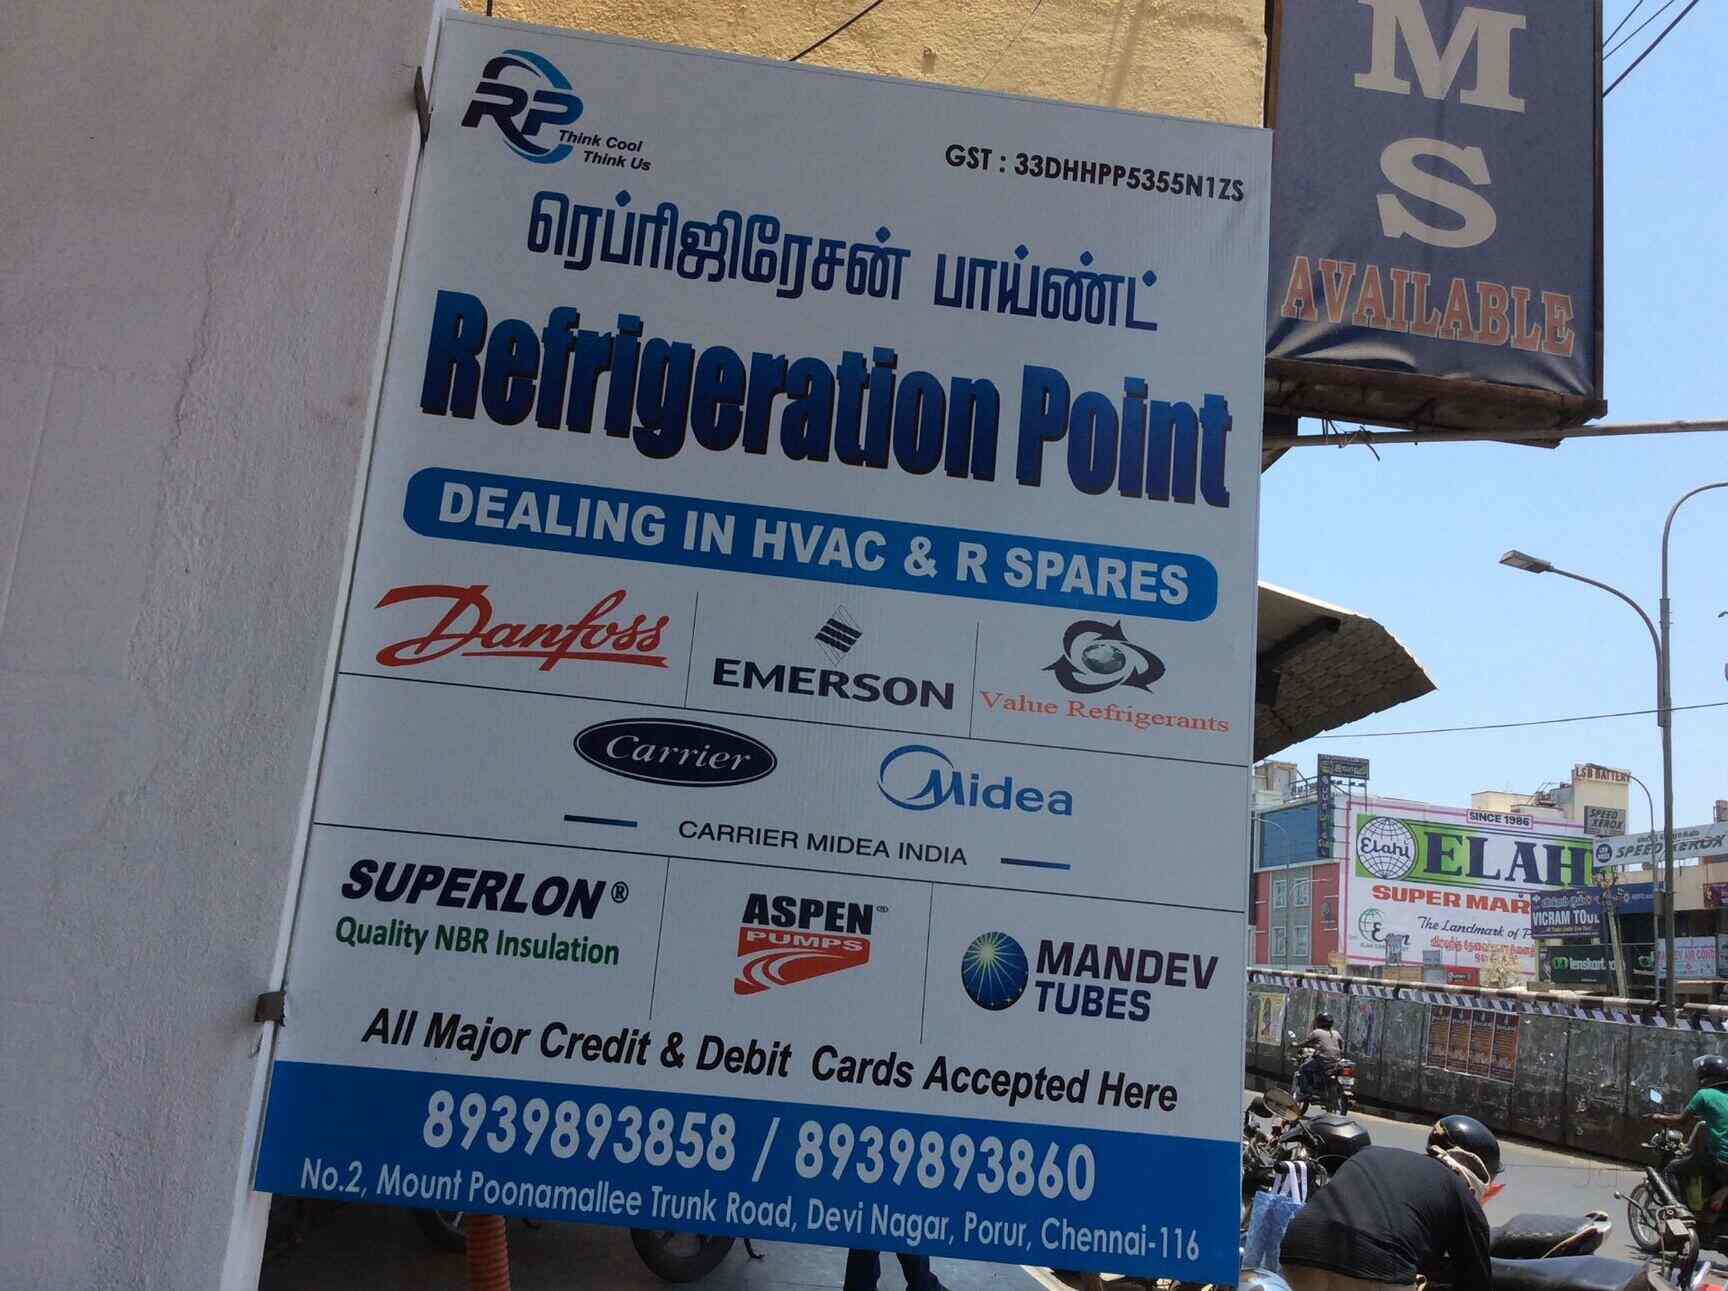 RP
Think Cool
Think Us
GST : 33DHHPP5355N1ZS
ரெப்ரிஜிரேசன் பாய்ண்ட்
Refrigeration Point
DEALING IN HVAC & R SPARES
Danfoss
EMERSON
Value Refrigerants
Carrier
Midea
CARRIER MIDEA INDIA
SUPERLON®
Quality NBR Insulation
ASPEN®
PUMPS
MANDEV
TUBES
All Major Credit & Debit Cards Accepted Here
8939893858 / 8939893860
No.2, Mount Poonamallee Trunk Road, Devi Nagar, Porur, Chennai-116
M
S
AVAILABLE
LSB BATTERY
SPEED
XEROX
SPEED XEROX
SINCE 1986
Elahi
ELAH
SUPER MAR
The Landmark of
VICRAM TOU
lenskart